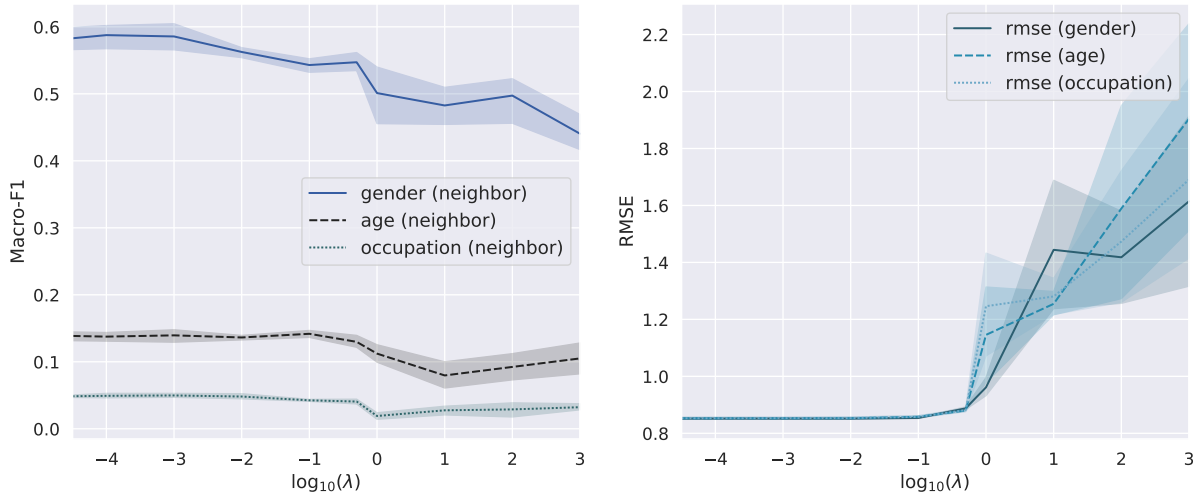 0.6
0.5
0.4
0.3
0.2
0.1
0.0
Macro-F1
gender (neighbor)
age (neighbor)
occupation (neighbor)
−4 −3 −2 −1 0 1 2 3
log₁₀(λ)
2.2
2.0
1.8
1.6
1.4
1.2
1.0
0.8
RMSE
rmse (gender)
rmse (age)
rmse (occupation)
−4 −3 −2 −1 0 1 2 3
log₁₀(λ)